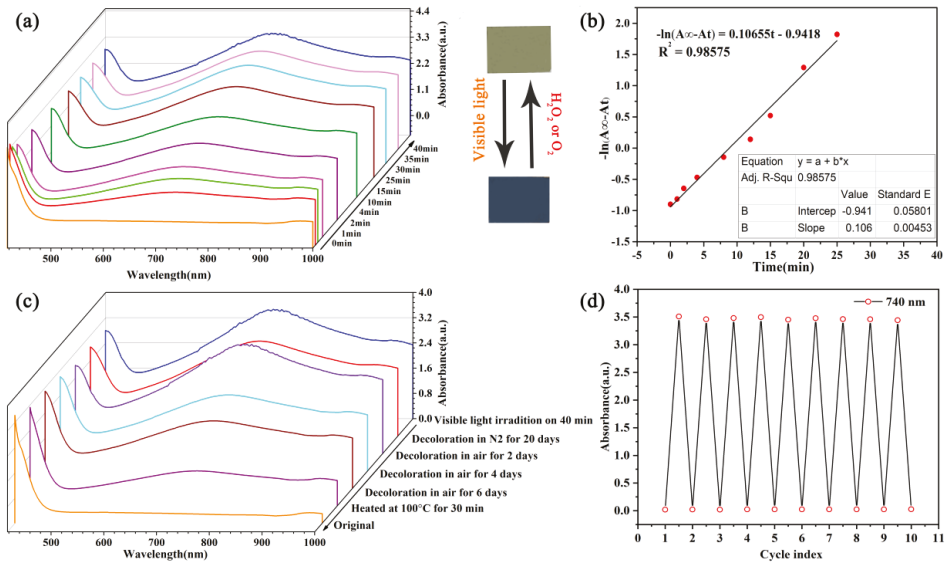 (a)
4.4
3.3
2.2
1.1
0.0
Absorbance(a.u.)
40min
35min
30min
25min
15min
10min
4min
2min
1min
0min
500 600 700 800 900 1000
Wavelength(nm)
Visible light
H2O2 or O2
(b)
-ln(A∞-At) = 0.10655t - 0.9418
R² = 0.98575
2.0
1.5
1.0
0.5
0.0
-0.5
-1.0
-1.5
-ln(A∞-At)
Equation y = a + b*x
Adj. R-Squ 0.98575
Value Standard E
B Intercep -0.941 0.05801
B Slope 0.106 0.00453
-5 0 5 10 15 20 25 30 35 40
Time(min)
(c)
4.0
3.2
2.4
1.6
0.8
0.0
Absorbance(a.u.)
Visible light irradition on 40 min
Decoloration in N2 for 20 days
Decoloration in air for 2 days
Decoloration in air for 4 days
Decoloration in air for 6 days
Heated at 100°C for 30 min
Original
500 600 700 800 900 1000
Wavelength(nm)
(d)
740 nm
4.0
3.5
3.0
2.5
2.0
1.5
1.0
0.5
0.0
Absorbance(a.u.)
0 1 2 3 4 5 6 7 8 9 10 11
Cycle index